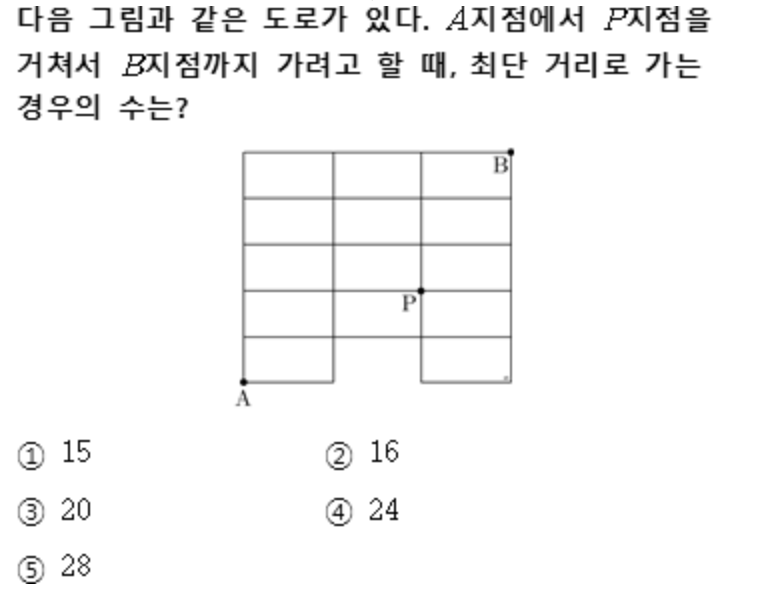 다음 그림과 같은 도로가 있다. A지점에서 P지점을
거쳐서 B지점까지 가려고 할 때, 최단 거리로 가는
경우의 수는?
B
P
A
① 15
② 16
③ 20
④ 24
⑤ 28